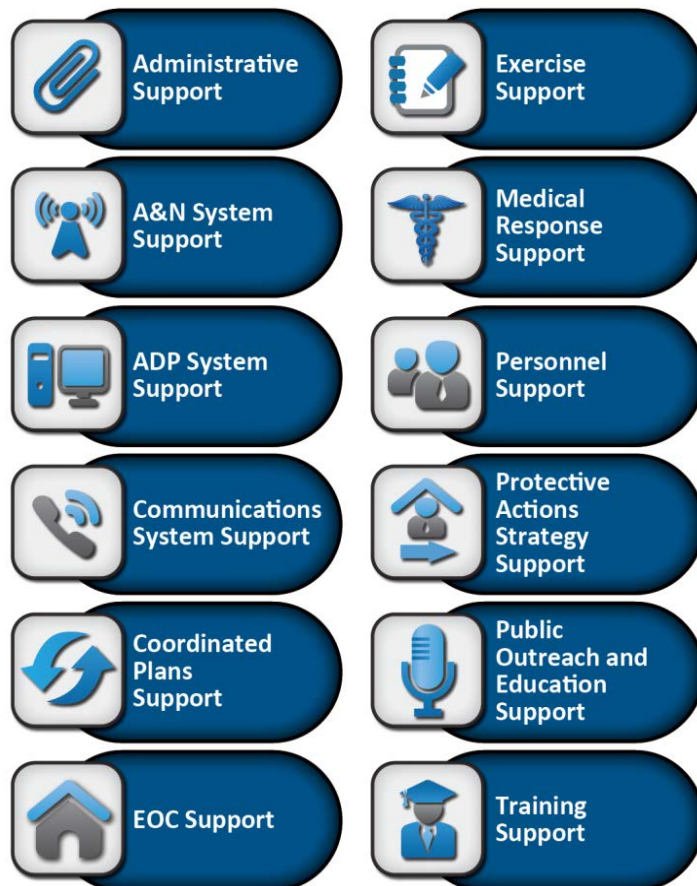 Administrative
Support
A&N System
Support
ADP System
Support
Communications
System Support
Coordinated
Plans
Support
EOC Support
Exercise
Support
Medical
Response
Support
Personnel
Support
Protective
Actions
Strategy
Support
Public
Outreach and
Education
Support
Training
Support